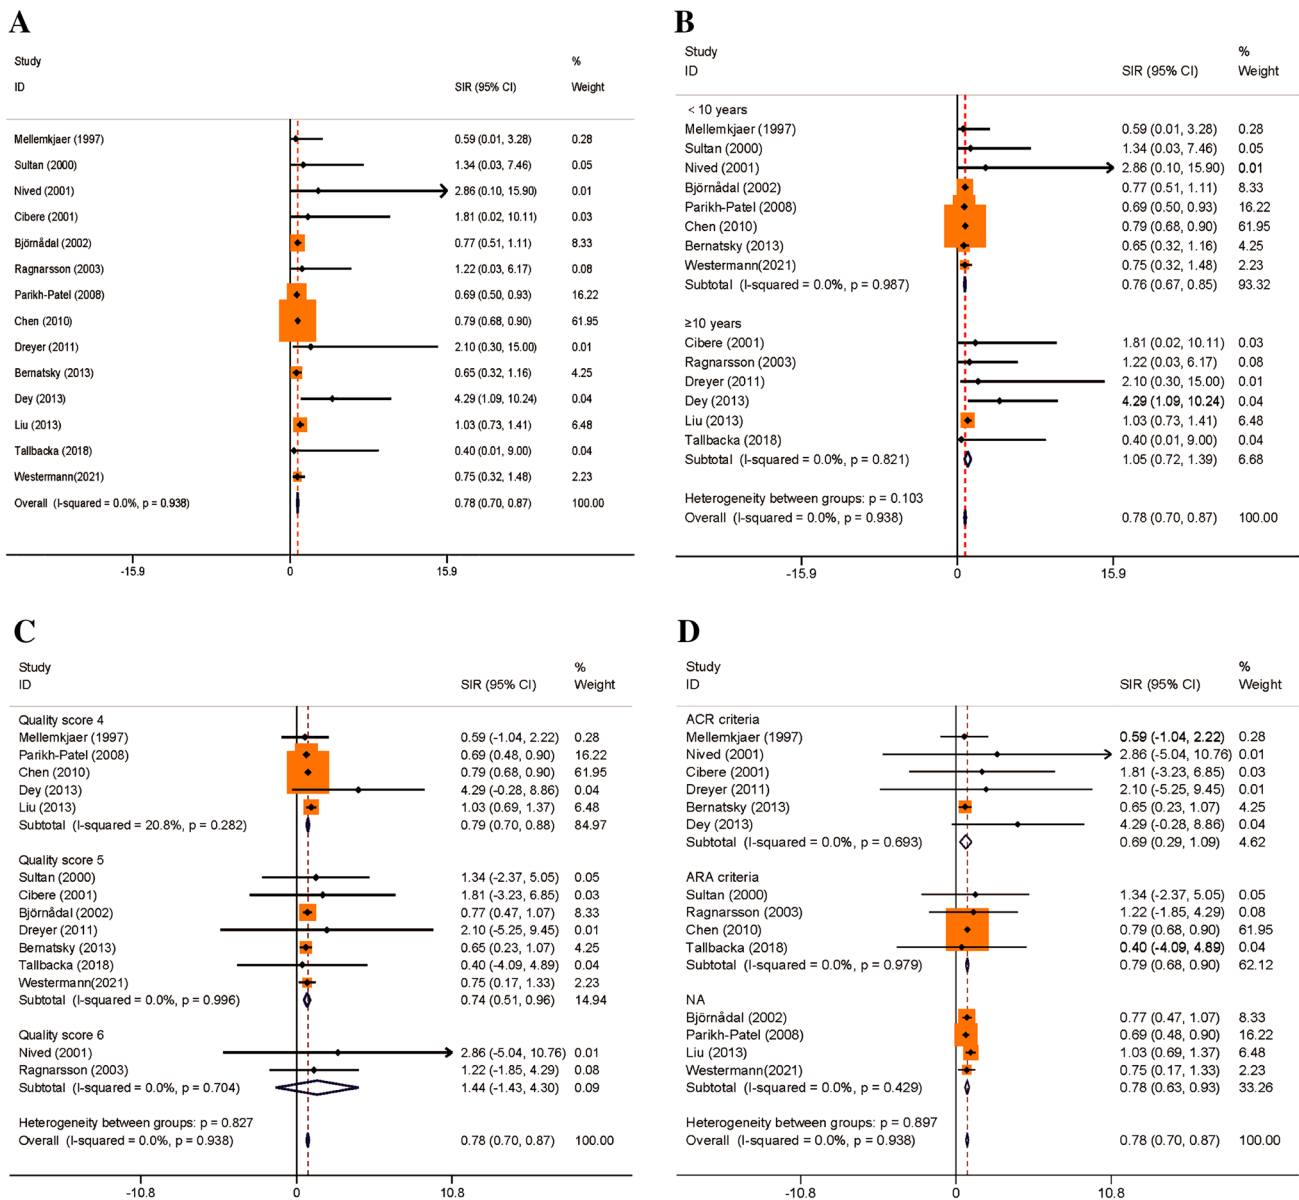 A
Study %
ID SIR (95% CI) Weight
Mellemkjaer (1997) 0.59 (0.01, 3.28) 0.28
Sultan (2000) 1.34 (0.03, 7.46) 0.05
Nived (2001) 2.86 (0.10, 15.90) 0.01
Cibere (2001) 1.81 (0.02, 10.11) 0.03
Björnådal (2002) 0.77 (0.51, 1.11) 8.33
Ragnarsson (2003) 1.22 (0.03, 6.17) 0.08
Parikh-Patel (2008) 0.69 (0.50, 0.93) 16.22
Chen (2010) 0.79 (0.68, 0.90) 61.95
Dreyer (2011) 2.10 (0.30, 15.00) 0.01
Bernatsky (2013) 0.65 (0.32, 1.16) 4.25
Dey (2013) 4.29 (1.09, 10.24) 0.04
Liu (2013) 1.03 (0.73, 1.41) 6.48
Tallbacka (2018) 0.40 (0.01, 9.00) 0.04
Westermann(2021) 0.75 (0.32, 1.48) 2.23
Overall (I-squared = 0.0%, p = 0.938) 0.78 (0.70, 0.87) 100.00
-15.9 0 15.9
B
Study %
ID SIR (95% CI) Weight
< 10 years
Mellemkjaer (1997) 0.59 (0.01, 3.28) 0.28
Sultan (2000) 1.34 (0.03, 7.46) 0.05
Nived (2001) 2.86 (0.10, 15.90) 0.01
Björnådal (2002) 0.77 (0.51, 1.11) 8.33
Parikh-Patel (2008) 0.69 (0.50, 0.93) 16.22
Chen (2010) 0.79 (0.68, 0.90) 61.95
Bernatsky (2013) 0.65 (0.32, 1.16) 4.25
Westermann(2021) 0.75 (0.32, 1.48) 2.23
Subtotal (I-squared = 0.0%, p = 0.987) 0.76 (0.67, 0.85) 93.32
≥10 years
Cibere (2001) 1.81 (0.02, 10.11) 0.03
Ragnarsson (2003) 1.22 (0.03, 6.17) 0.08
Dreyer (2011) 2.10 (0.30, 15.00) 0.01
Dey (2013) 4.29 (1.09, 10.24) 0.04
Liu (2013) 1.03 (0.73, 1.41) 6.48
Tallbacka (2018) 0.40 (0.01, 9.00) 0.04
Subtotal (I-squared = 0.0%, p = 0.821) 1.05 (0.72, 1.39) 6.68
Heterogeneity between groups: p = 0.103
Overall (I-squared = 0.0%, p = 0.938) 0.78 (0.70, 0.87) 100.00
-15.9 0 15.9
C
Study %
ID SIR (95% CI) Weight
Quality score 4
Mellemkjaer (1997) 0.59 (-1.04, 2.22) 0.28
Parikh-Patel (2008) 0.69 (0.48, 0.90) 16.22
Chen (2010) 0.79 (0.68, 0.90) 61.95
Dey (2013) 4.29 (-0.28, 8.86) 0.04
Liu (2013) 1.03 (0.69, 1.37) 6.48
Subtotal (I-squared = 20.8%, p = 0.282) 0.79 (0.70, 0.88) 84.97
Quality score 5
Sultan (2000) 1.34 (-2.37, 5.05) 0.05
Cibere (2001) 1.81 (-3.23, 6.85) 0.03
Björnådal (2002) 0.77 (0.47, 1.07) 8.33
Dreyer (2011) 2.10 (-5.25, 9.45) 0.01
Bernatsky (2013) 0.65 (0.23, 1.07) 4.25
Tallbacka (2018) 0.40 (-4.09, 4.89) 0.04
Westermann(2021) 0.75 (0.17, 1.33) 2.23
Subtotal (I-squared = 0.0%, p = 0.996) 0.74 (0.51, 0.96) 14.94
Quality score 6
Nived (2001) 2.86 (-5.04, 10.76) 0.01
Ragnarsson (2003) 1.22 (-1.85, 4.29) 0.08
Subtotal (I-squared = 0.0%, p = 0.704) 1.44 (-1.43, 4.30) 0.09
Heterogeneity between groups: p = 0.827
Overall (I-squared = 0.0%, p = 0.938) 0.78 (0.70, 0.87) 100.00
-10.8 0 10.8
D
Study %
ID SIR (95% CI) Weight
ACR criteria
Mellemkjaer (1997) 0.59 (-1.04, 2.22) 0.28
Nived (2001) 2.86 (-5.04, 10.76) 0.01
Cibere (2001) 1.81 (-3.23, 6.85) 0.03
Dreyer (2011) 2.10 (-5.25, 9.45) 0.01
Bernatsky (2013) 0.65 (0.23, 1.07) 4.25
Dey (2013) 4.29 (-0.28, 8.86) 0.04
Subtotal (I-squared = 0.0%, p = 0.693) 0.69 (0.29, 1.09) 4.62
ARA criteria
Sultan (2000) 1.34 (-2.37, 5.05) 0.05
Ragnarsson (2003) 1.22 (-1.85, 4.29) 0.08
Chen (2010) 0.79 (0.68, 0.90) 61.95
Tallbacka (2018) 0.40 (-4.09, 4.89) 0.04
Subtotal (I-squared = 0.0%, p = 0.979) 0.79 (0.68, 0.90) 62.12
NA
Björnådal (2002) 0.77 (0.47, 1.07) 8.33
Parikh-Patel (2008) 0.69 (0.48, 0.90) 16.22
Liu (2013) 1.03 (0.69, 1.37) 6.48
Westermann(2021) 0.75 (0.17, 1.33) 2.23
Subtotal (I-squared = 0.0%, p = 0.429) 0.78 (0.63, 0.93) 33.26
Heterogeneity between groups: p = 0.897
Overall (I-squared = 0.0%, p = 0.938) 0.78 (0.70, 0.87) 100.00
-10.8 0 10.8